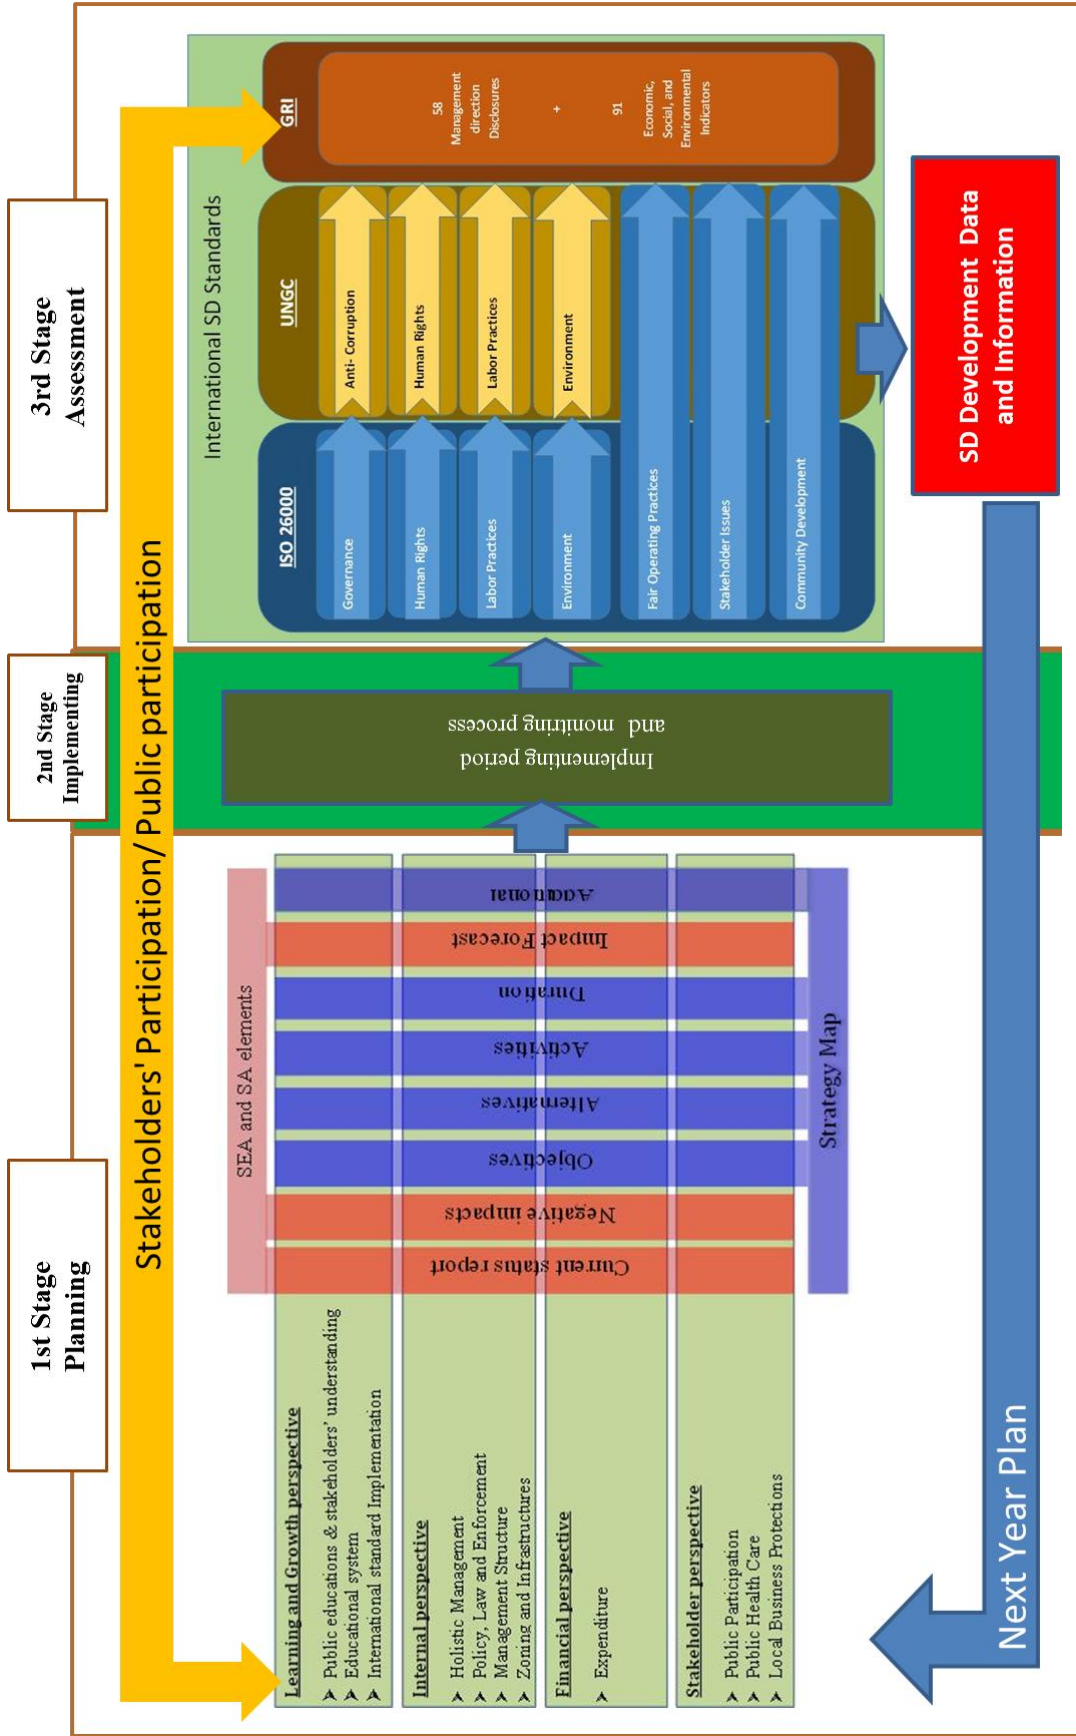 1st Stage
Planning
2nd Stage
Implementing
3rd Stage
Assessment
Stakeholders' Participation/ Public participation
Learning and Growth perspective
Public educations & stakeholders' understanding
Educational system
International standard Implementation
Internal perspective
Holistic Management
Policy, Law and Enforcement
Management Structure
Zoning and Infrastructures
Financial perspective
Expenditure
Stakeholder perspective
Public Participation
Public Health Care
Local Business Protections
SEA and SA elements
Current status report
Negative impacts
Objectives
Alternatives
Activities
Duration
Impact Forecast
Additional
Strategy Map
Implementing period
and monitring process
International SD Standards
ISO 26000
Governance
Human Rights
Labor Practices
Environment
Fair Operating Practices
Stakeholder Issues
Community Development
UNGC
Anti- Corruption
Human Rights
Labor Practices
Environment
GRI
58
Management
direction
Disclosures
+
91
Economic,
Social, and
Environmental
Indicators
SD Development Data
and Information
Next Year Plan